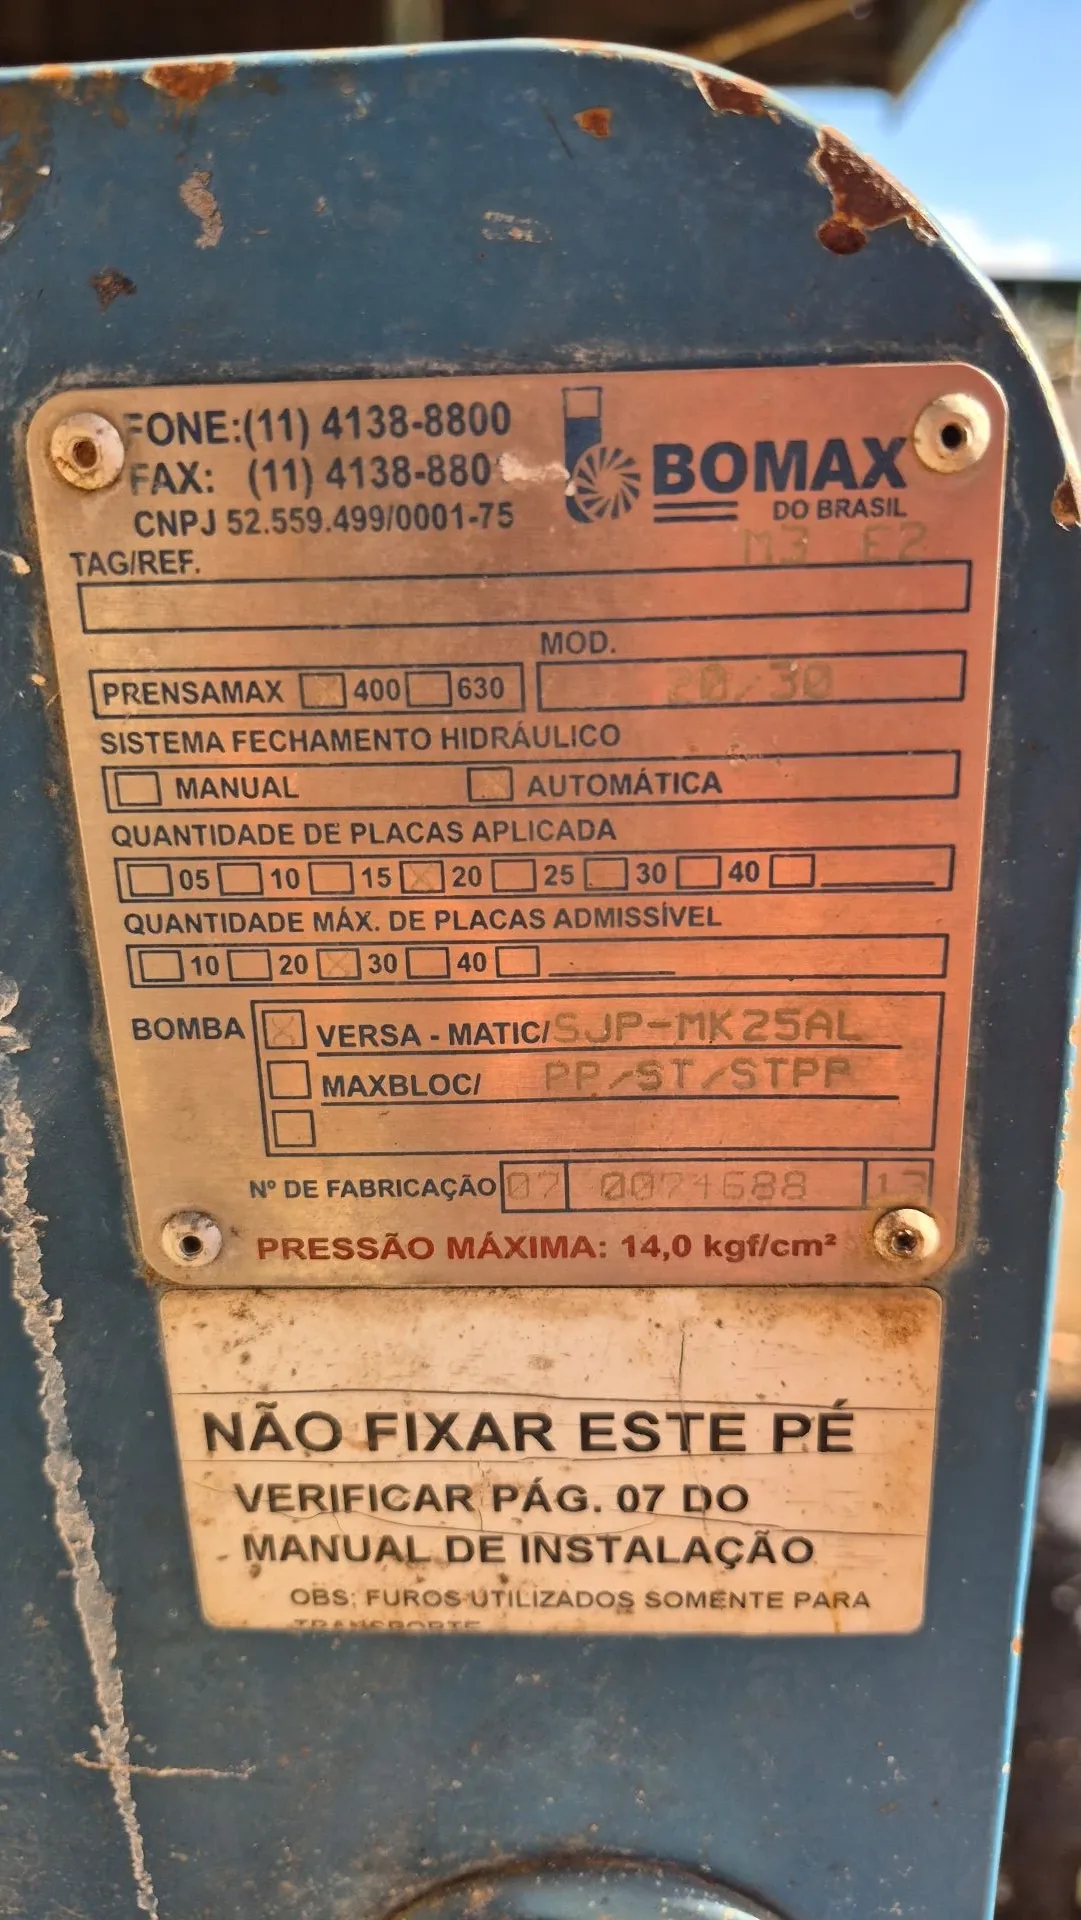 FONE:(11) 4138-8800
FAX: (11) 4138-880
CNPJ 52.559.499/0001-75
BOMAX
DO BRASIL
M3 E2
TAG/REF.
MOD.
PRENSAMAX 400 630 20/30
SISTEMA FECHAMENTO HIDRÁULICO
MANUAL AUTOMÁTICA
QUANTIDADE DE PLACAS APLICADA
05 10 15 20 25 30 40
QUANTIDADE MÁX. DE PLACAS ADMISSÍVEL
10 20 30 40
BOMBA VERSA - MATIC/SJP-MK25AL
MAXBLOC/ PP/ST/STPP
Nº DE FABRICAÇÃO 07 0074688 13
PRESSÃO MÁXIMA: 14,0 kgf/cm²
NÃO FIXAR ESTE PÉ
VERIFICAR PÁG. 07 DO
MANUAL DE INSTALAÇÃO
OBS: FUROS UTILIZADOS SOMENTE PARA
TRANSPORTE